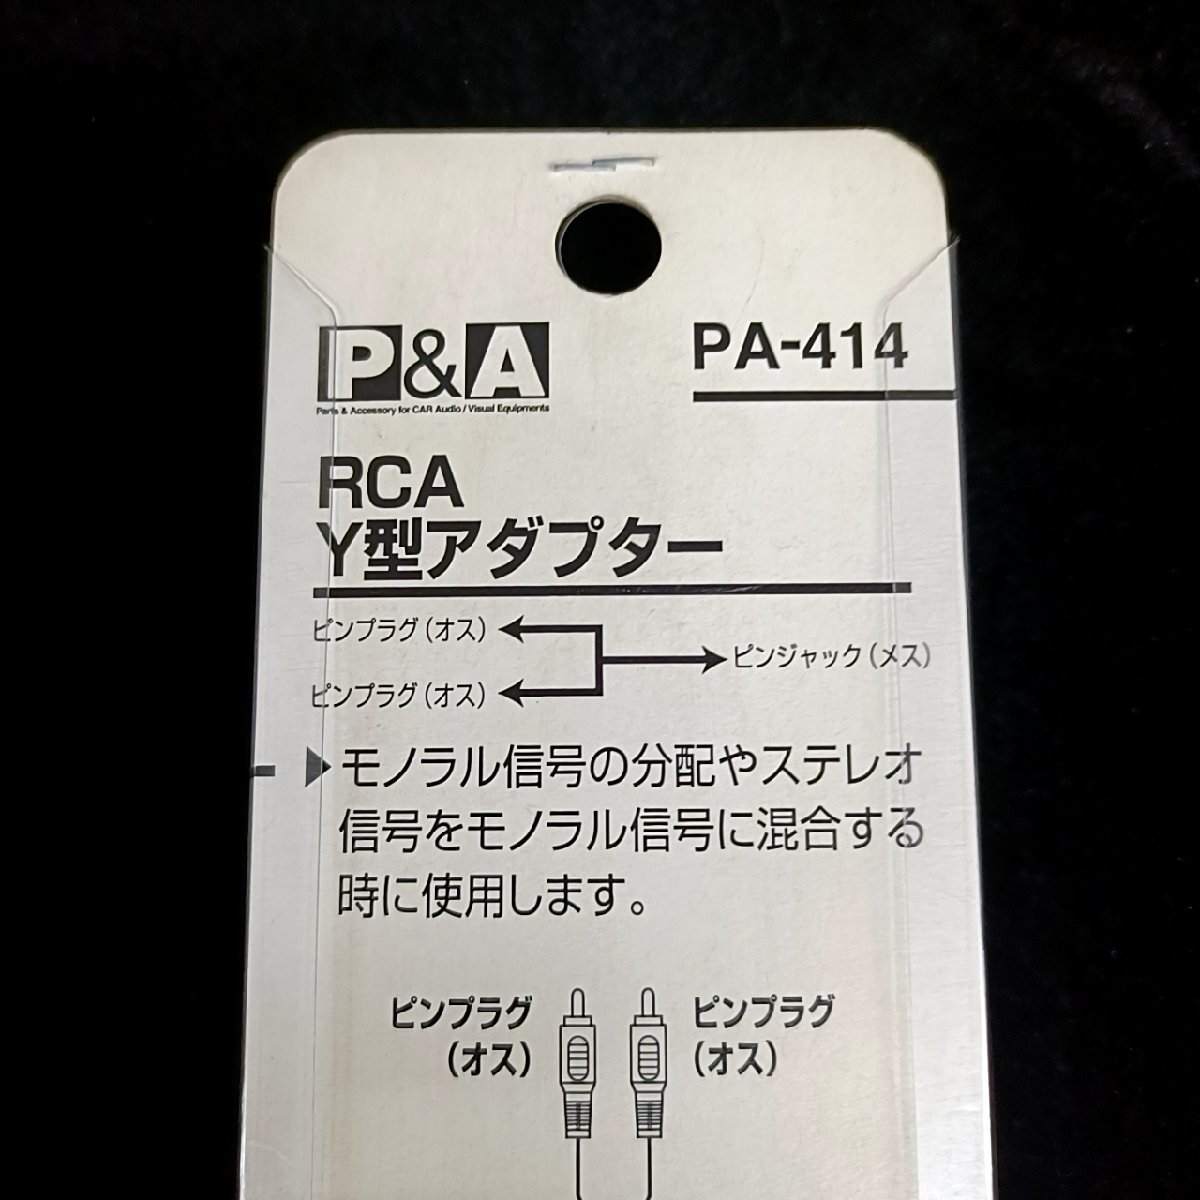 P&A
Parts & Accessory for CAR Audio / Visual Equipments
PA-414
RCA
Y型アダプター
ピンプラグ(オス)
ピンジャック(メス)
ピンプラグ(オス)
モノラル信号の分配やステレオ
信号をモノラル信号に混合する
時に使用します。
ピンプラグ
(オス)
ピンプラグ
(オス)